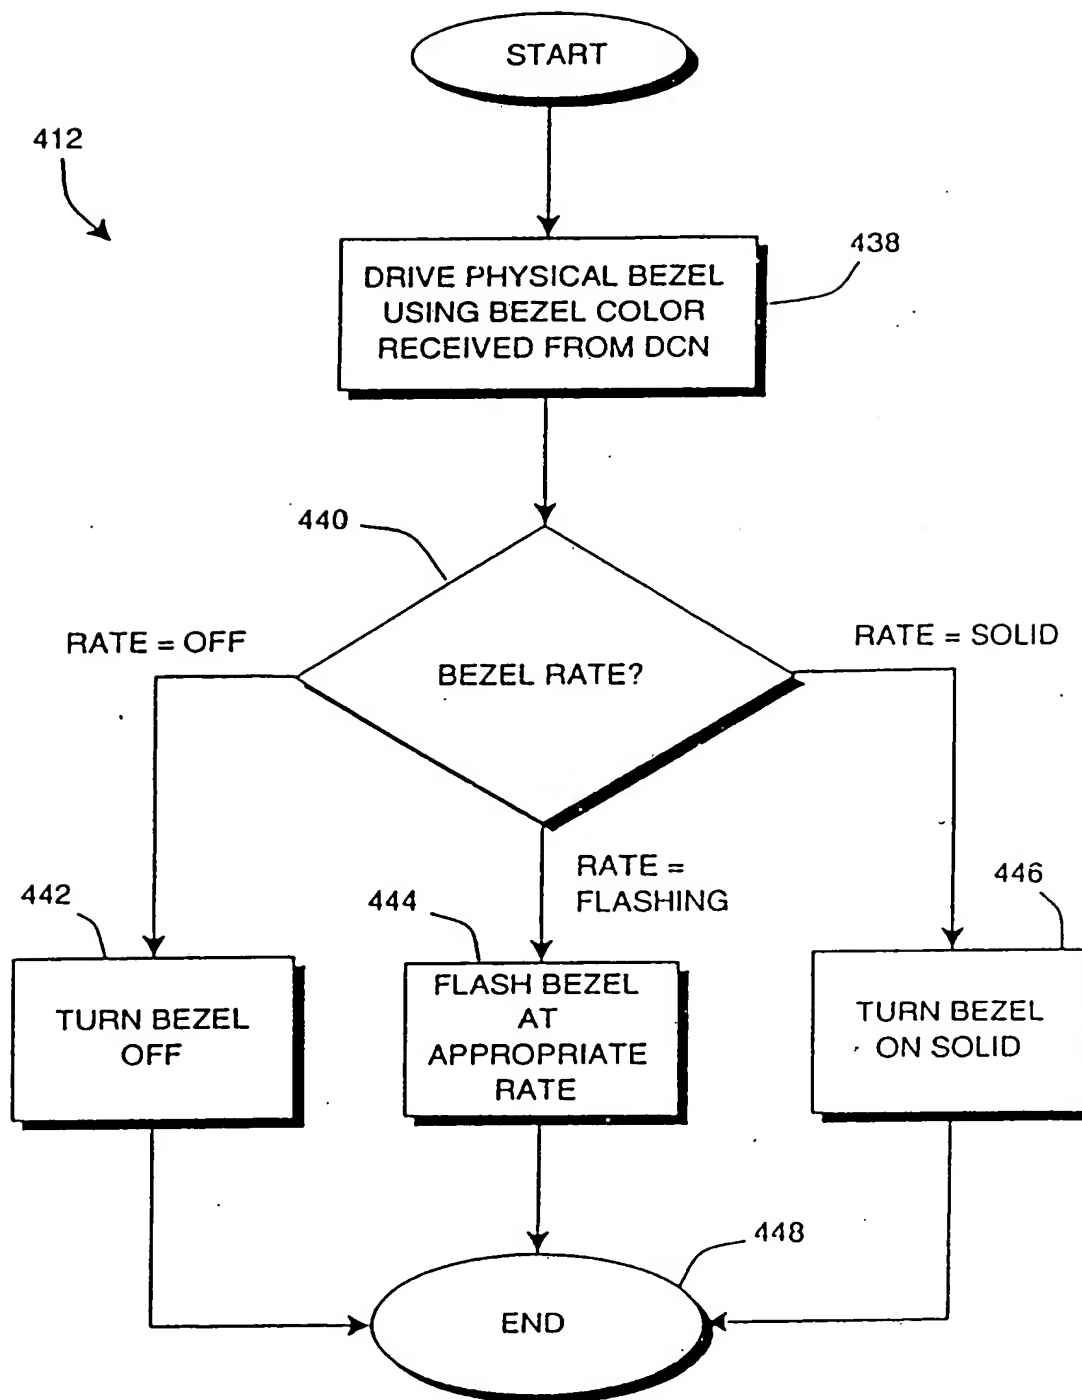 START
412
438
DRIVE PHYSICAL BEZEL
USING BEZEL COLOR
RECEIVED FROM DCN
440
RATE = OFF
BEZEL RATE?
RATE = SOLID
RATE =
FLASHING
442
TURN BEZEL
OFF
444
FLASH BEZEL
AT
APPROPRIATE
RATE
446
TURN BEZEL
ON SOLID
448
END